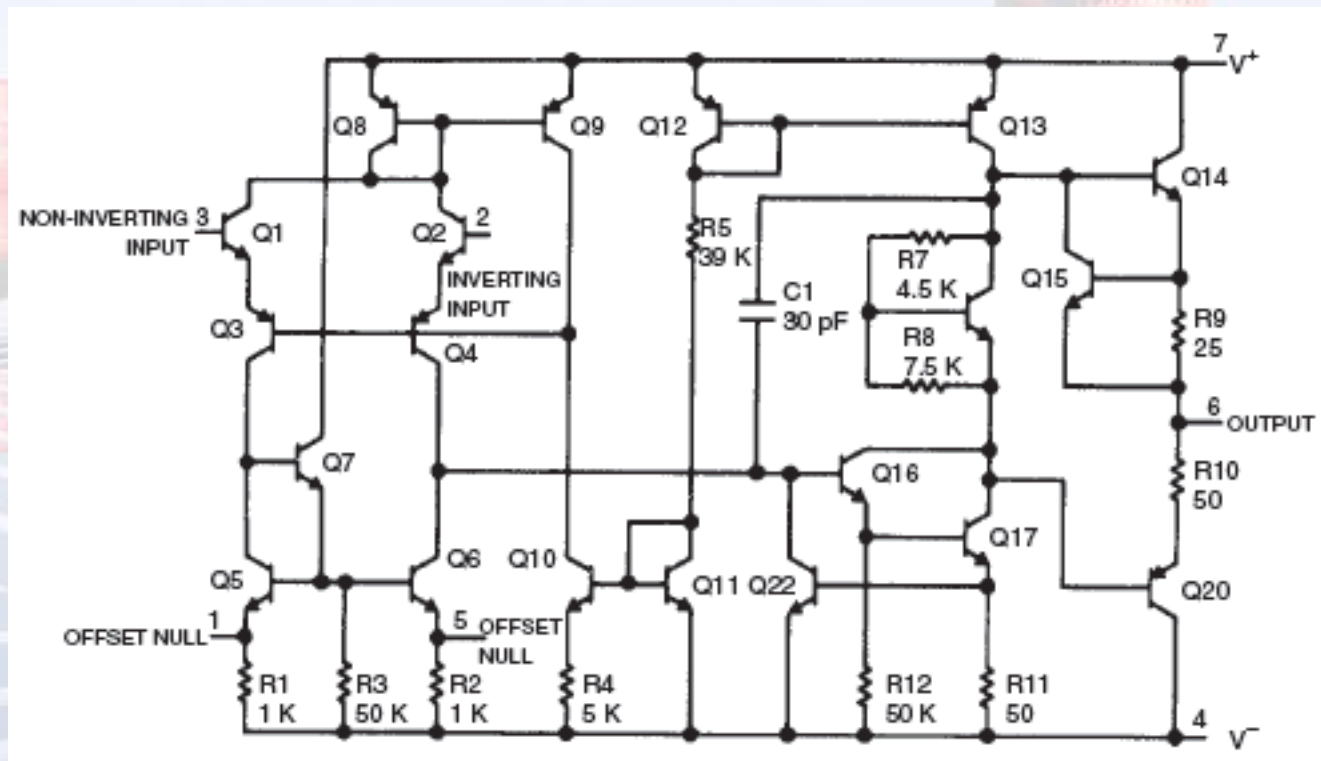 7
V+
Q8
Q9
Q12
Q13
Q14
NON-INVERTING 3
INPUT
Q1
Q2
2
R5
39 K
R7
4.5 K
INVERTING
INPUT
C1
30 pF
Q15
Q3
Q4
R8
7.5 K
R9
25
6
OUTPUT
Q7
Q16
R10
50
Q5
Q6
Q10
Q11
Q22
Q17
Q20
1
OFFSET NULL
5 OFFSET
NULL
R1
1 K
R3
50 K
R2
1 K
R4
5 K
R12
50 K
R11
50
4
V−